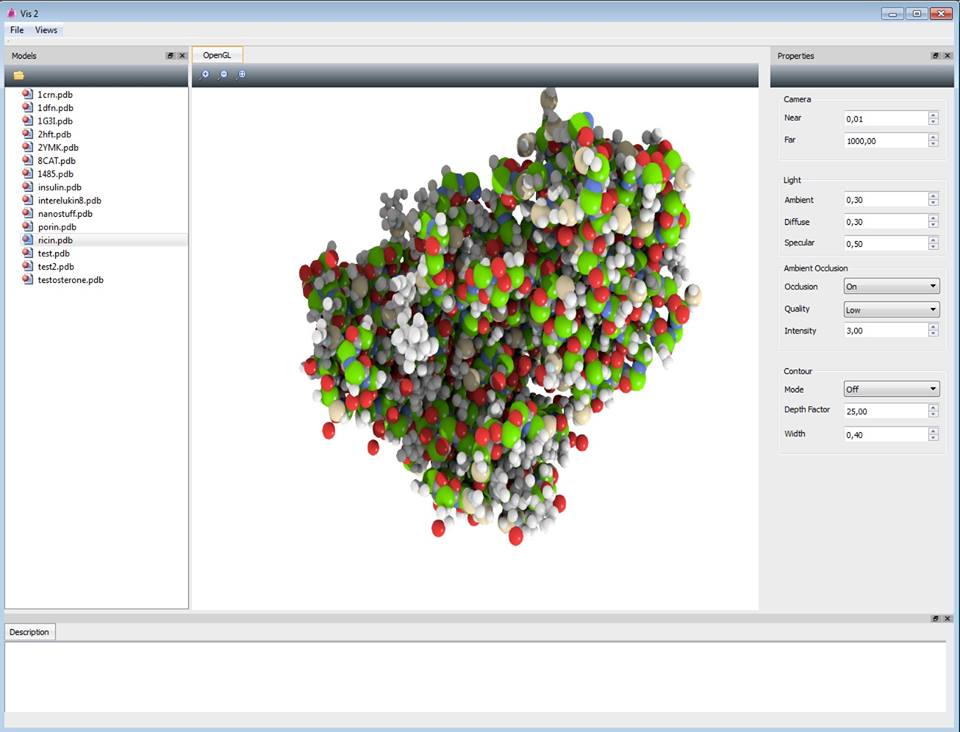 Vis 2
File Views
Models
OpenGL
Properties
1crn.pdb
1dfn.pdb
1G3I.pdb
2hft.pdb
2YMK.pdb
8CAT.pdb
1485.pdb
insulin.pdb
interelukin8.pdb
nanostuff.pdb
porin.pdb
ricin.pdb
test.pdb
test2.pdb
testosterone.pdb
Camera
Near 0,01
Far 1000,00
Light
Ambient 0,30
Diffuse 0,30
Specular 0,50
Ambient Occlusion
Occlusion On
Quality Low
Intensity 3,00
Contour
Mode Off
Depth Factor 25,00
Width 0,40
Description